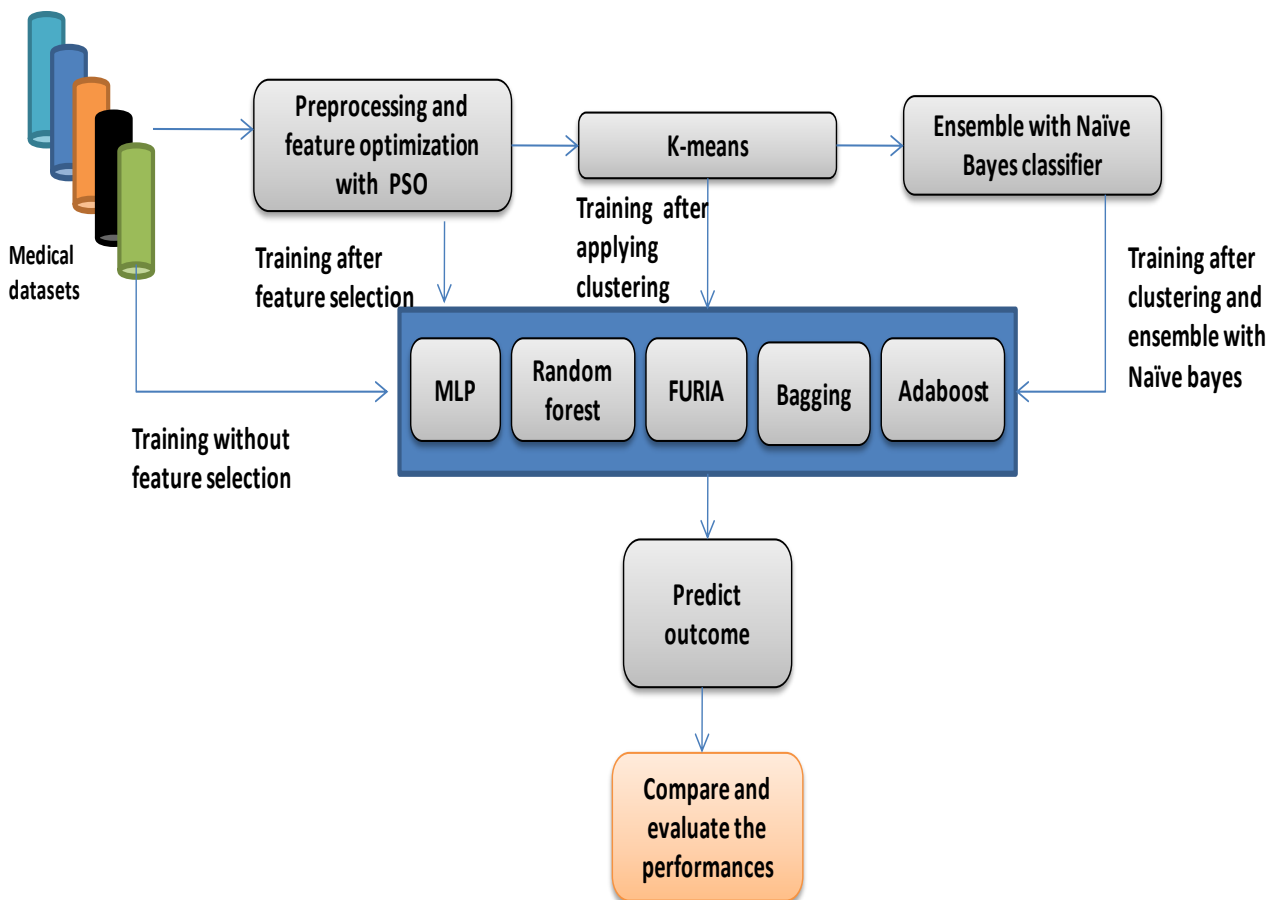 Preprocessing and
feature optimization
with PSO
K-means
Ensemble with Naïve
Bayes classifier
Medical
datasets
Training after
feature selection
Training after
applying
clustering
Training after
clustering and
ensemble with
Naïve bayes
MLP
Random
forest
FURIA
Bagging
Adaboost
Training without
feature selection
Predict
outcome
Compare and
evaluate the
performances